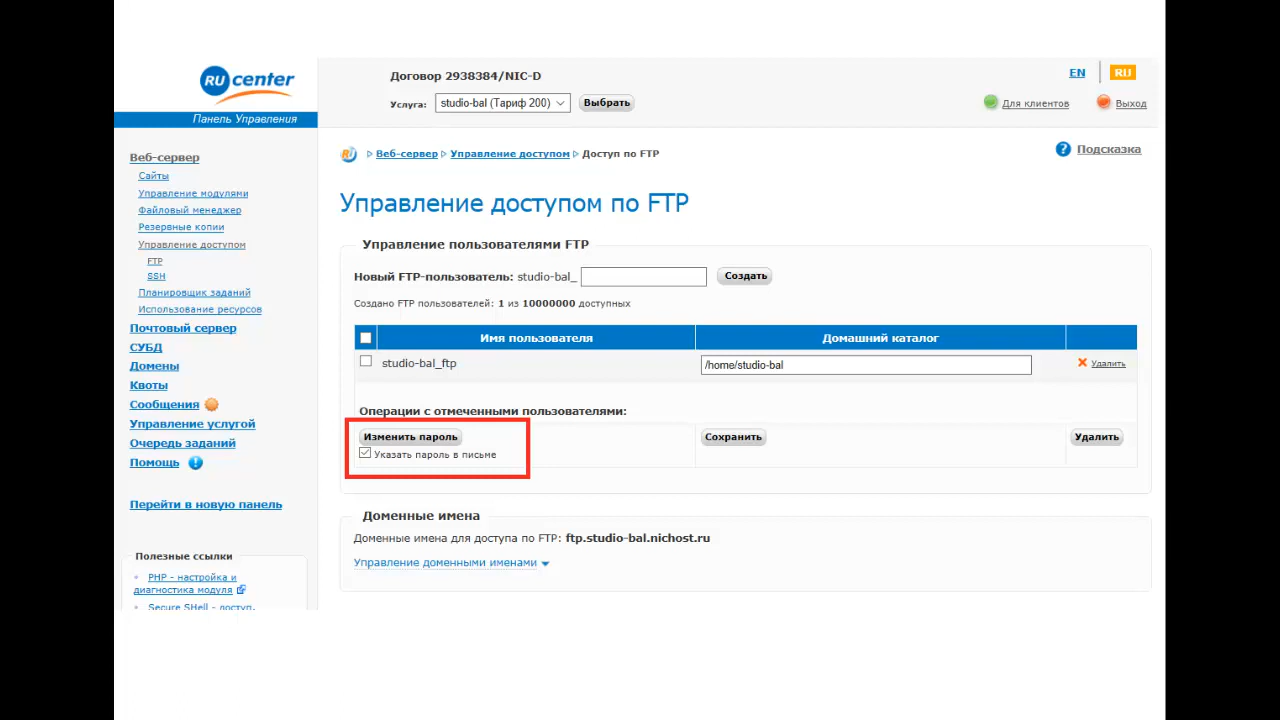 RU center
Панель Управления
Договор 2938384/NIC-D
Услуга: studio-bal (Тариф 200) Выбрать
EN RU
Для клиентов Выход
Веб-сервер
Сайты
Управление модулями
Файловый менеджер
Резервные копии
Управление доступом
FTP
SSH
Планировщик заданий
Использование ресурсов
Почтовый сервер
СУБД
Домены
Квоты
Сообщения
Управление услугой
Очередь заданий
Помощь
Перейти в новую панель
Полезные ссылки
PHP - настройка и
диагностика модуля
Secure SHell - доступ,
Веб-сервер Управление доступом Доступ по FTP
Подсказка
Управление доступом по FTP
Управление пользователями FTP
Новый FTP-пользователь: studio-bal_ Создать
Создано FTP пользователей: 1 из 10000000 доступных
Имя пользователя Домашний каталог
studio-bal_ftp /home/studio-bal Удалить
Операции с отмеченными пользователями:
Изменить пароль Сохранить Удалить
Указать пароль в письме
Доменные имена
Доменные имена для доступа по FTP: ftp.studio-bal.nichost.ru
Управление доменными именами